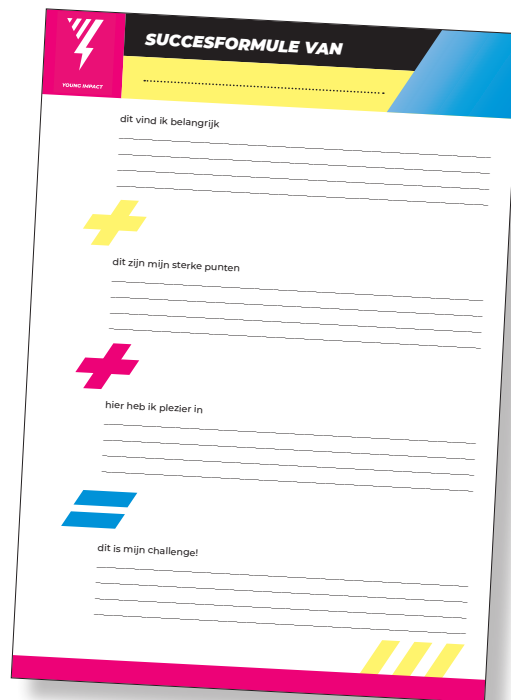 SUCCESFORMULE VAN
YOUNG IMPACT
dit vind ik belangrijk
dit zijn mijn sterke punten
hier heb ik plezier in
dit is mijn challenge!